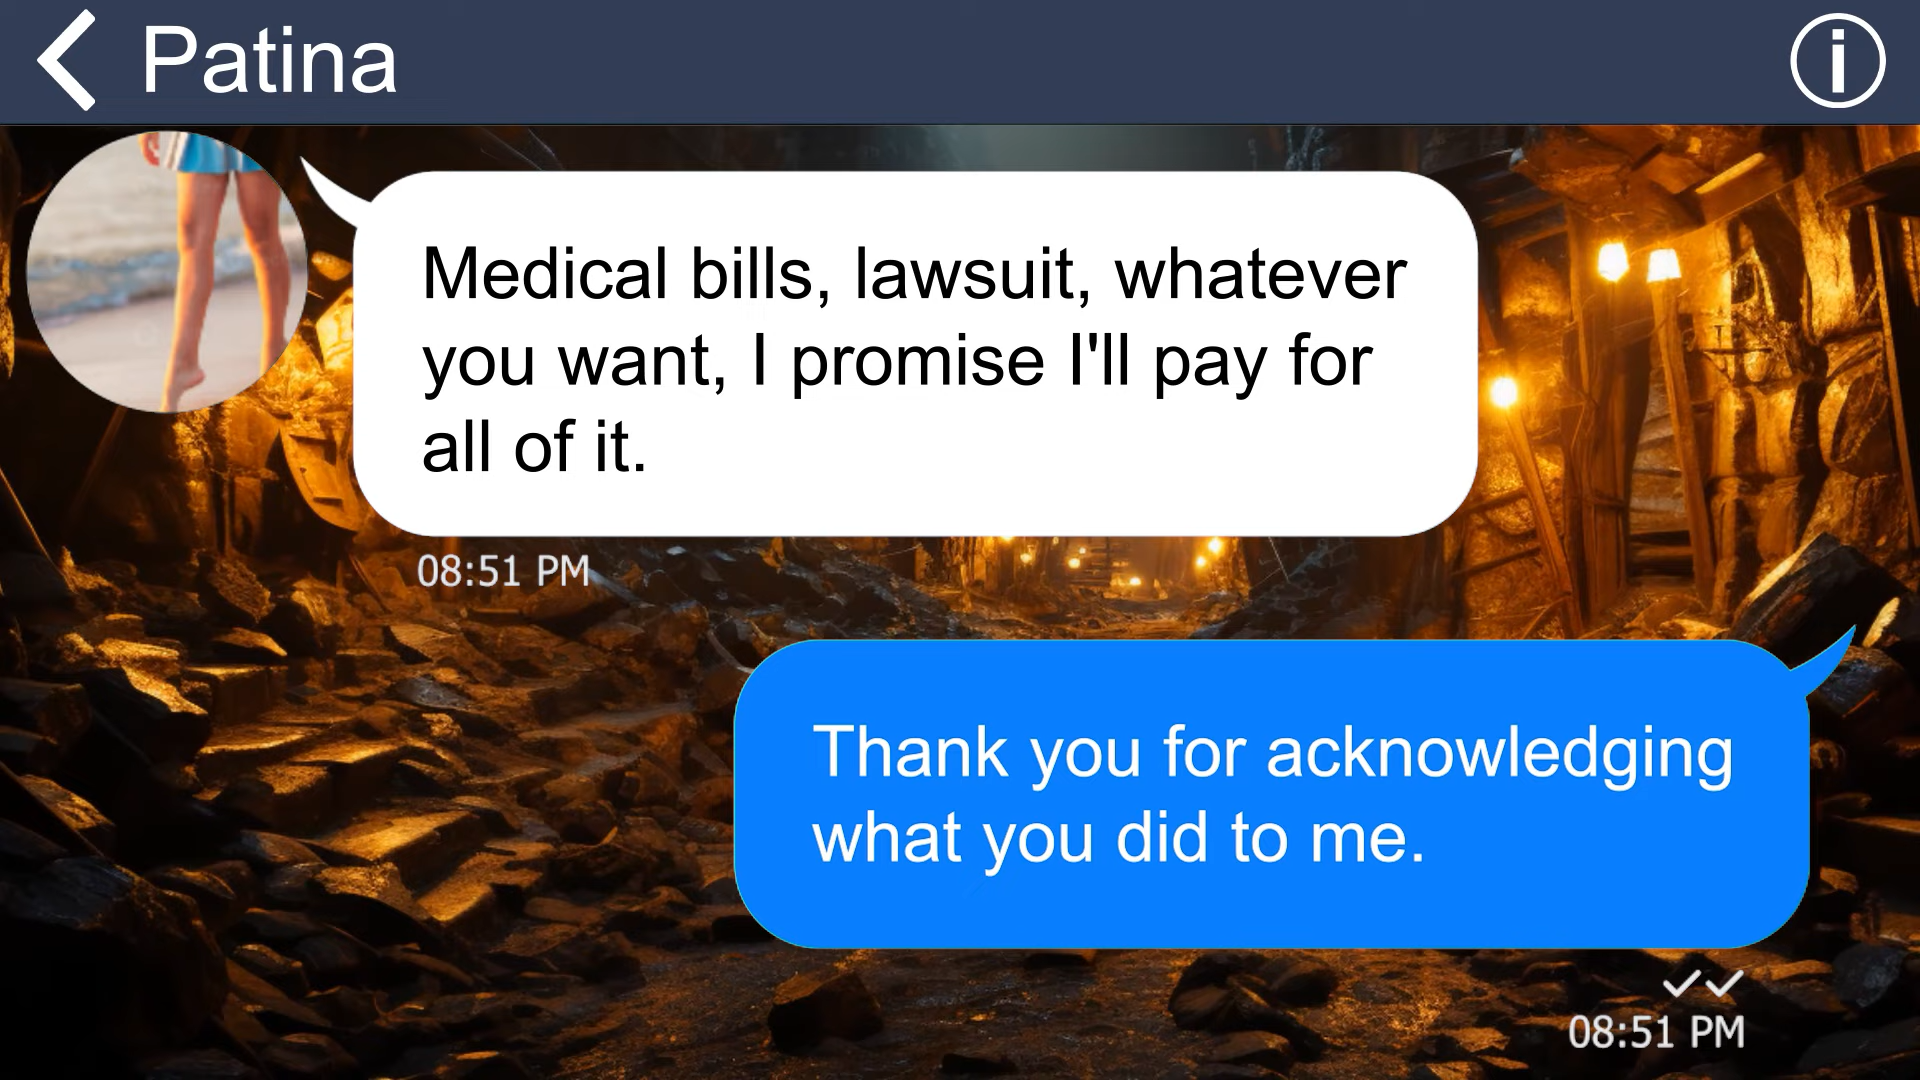 Patina
Medical bills, lawsuit, whatever
you want, I promise I'll pay for
all of it.
08:51 PM
Thank you for acknowledging
what you did to me.
08:51 PM